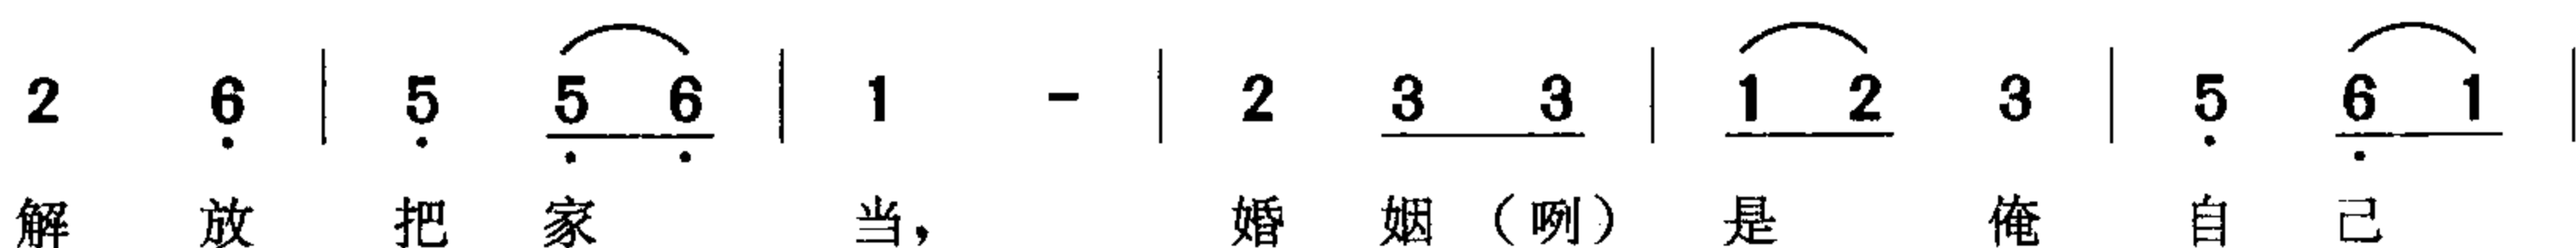 2 6̣ | 5̣ 5̣ 6̣ | 1 - | 2 3 3 | 1 2 3 | 5̣ 6̣ 1 |
解 放 把 家 当， 婚 姻（咧）是 俺 自 己